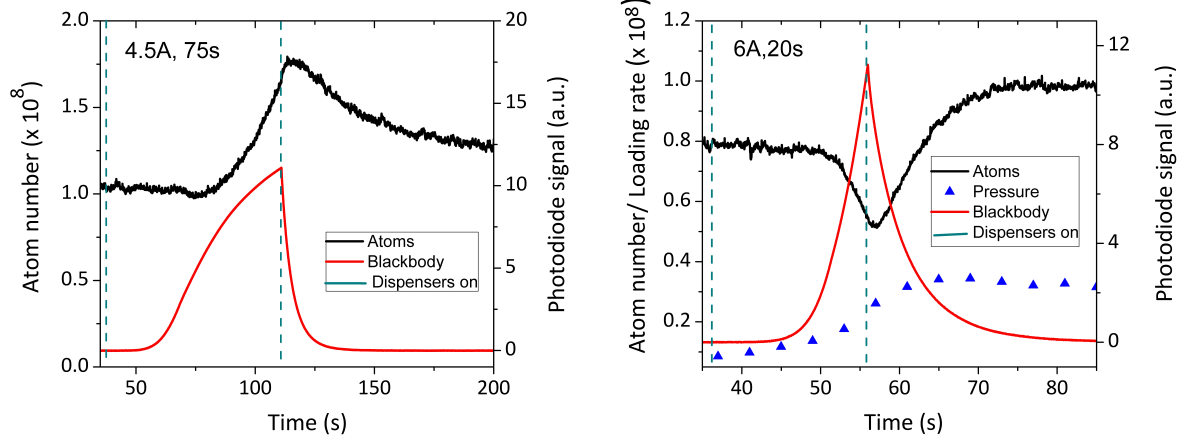 4.5A, 75s
Atom number (x 10^8)
2.0
1.5
1.0
0.5
0.0
50
100
150
200
Time (s)
20
15
10
5
0
Photodiode signal (a.u.)
Atoms
Blackbody
Dispensers on
6A,20s
Atom number/ Loading rate (x 10^8)
1.2
1.0
0.8
0.6
0.4
0.2
40
50
60
70
80
Time (s)
12
8
4
0
Photodiode signal (a.u.)
Atoms
Pressure
Blackbody
Dispensers on